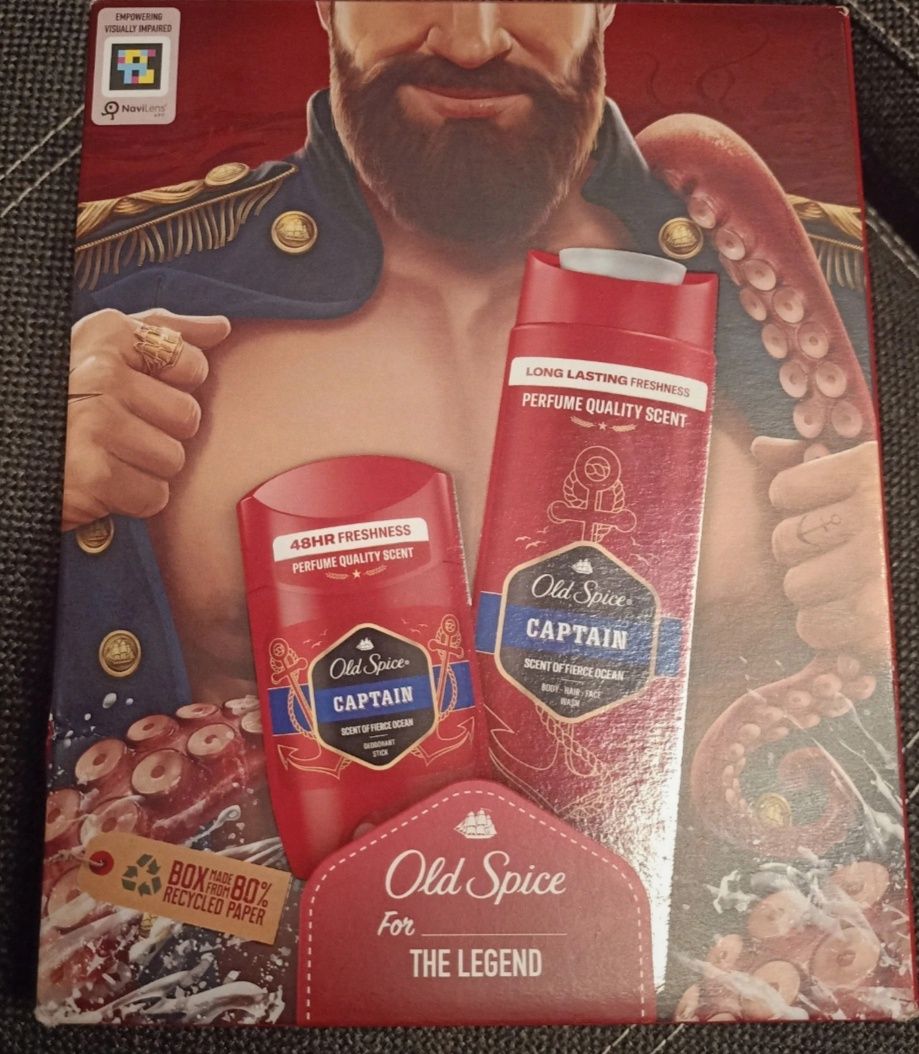 EMPOWERING
VISUALLY IMPAIRED
NaviLens
LONG LASTING FRESHNESS
PERFUME QUALITY SCENT
Old Spice
CAPTAIN
SCENT OF FIERCE OCEAN
BODY - HAIR - FACE
WASH
48HR FRESHNESS
PERFUME QUALITY SCENT
Old Spice
CAPTAIN
SCENT OF FIERCE OCEAN
DEODORANT
STICK
BOX MADE FROM 80%
RECYCLED PAPER
Old Spice
For
THE LEGEND